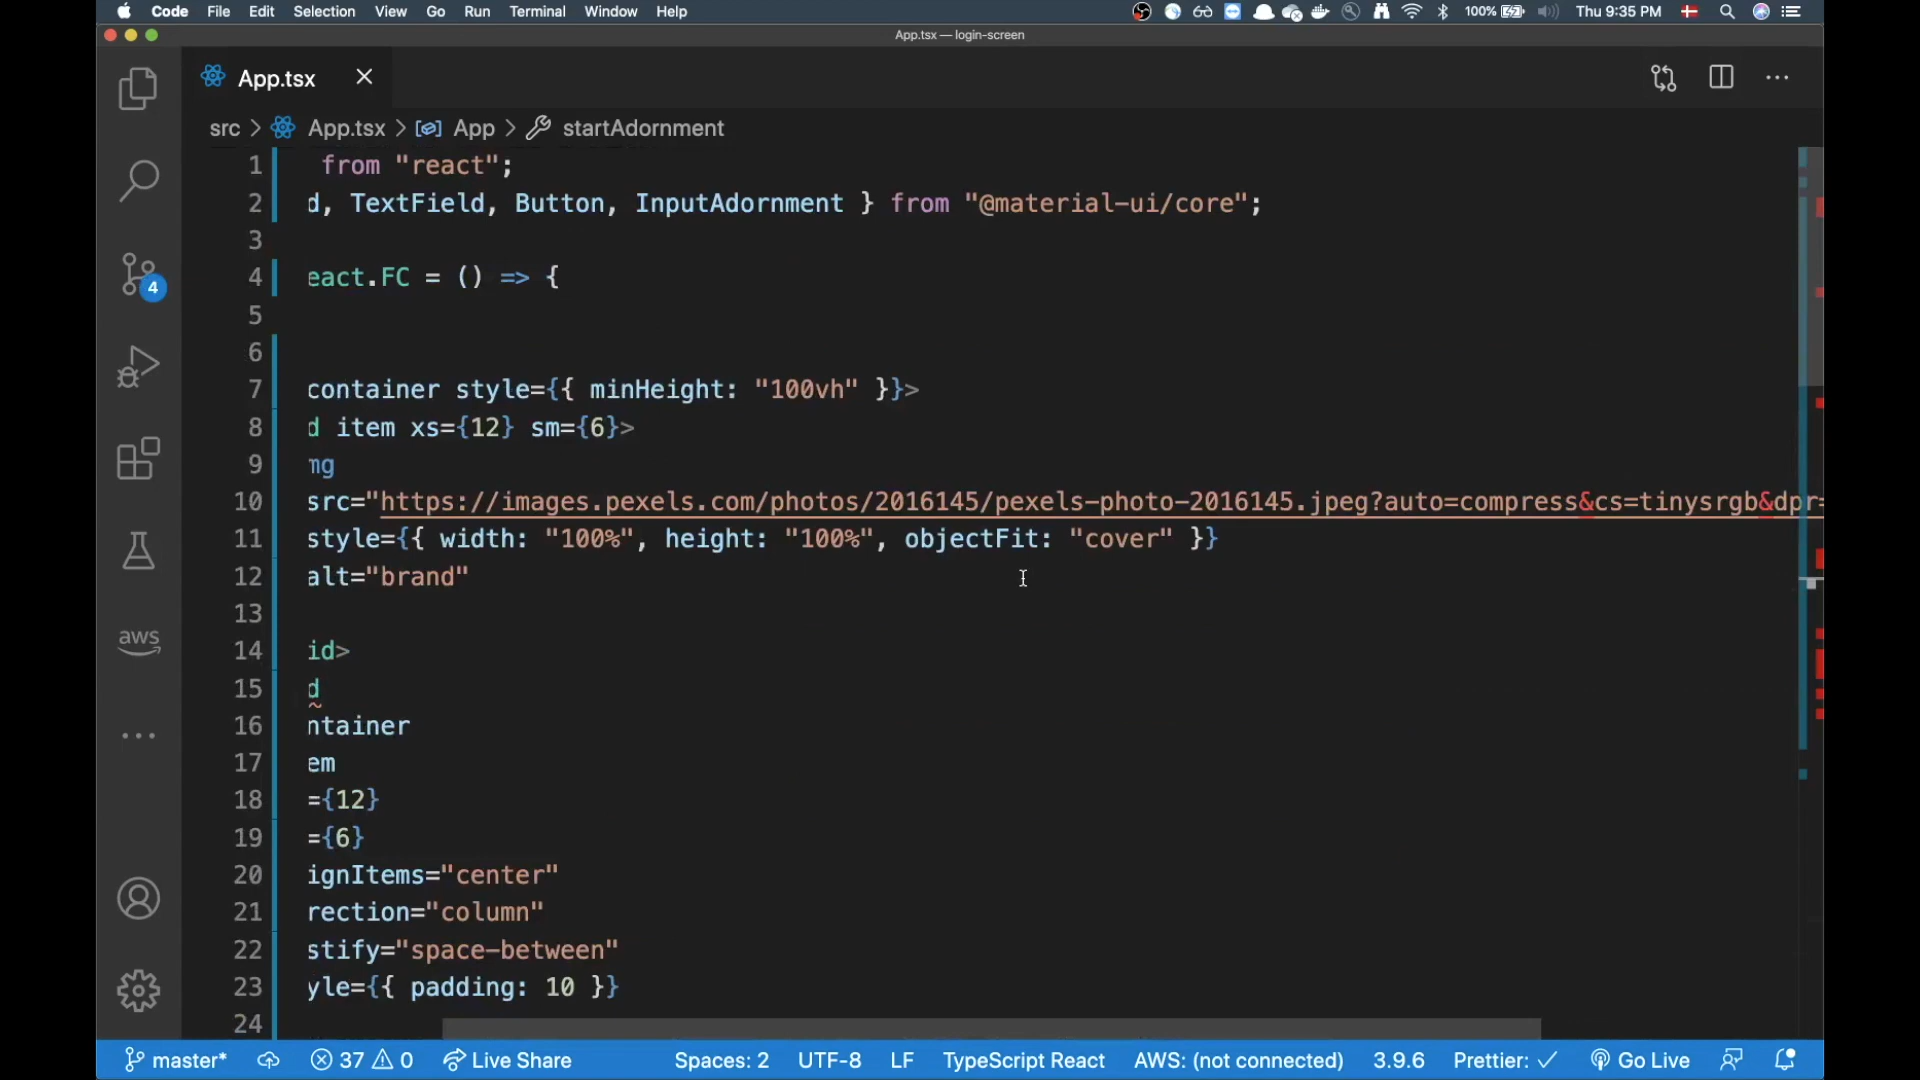 Code File Edit Selection View Go Run Terminal Window Help 100% Thu 9:35 PM
App.tsx — login-screen
App.tsx
src > App.tsx > App > startAdornment
1 from "react";
2 d, TextField, Button, InputAdornment } from "@material-ui/core";
3
4 eact.FC = () => {
5
6
7 container style={{ minHeight: "100vh" }}>
8 d item xs={12} sm={6}>
9 mg
10 src="https://images.pexels.com/photos/2016145/pexels-photo-2016145.jpeg?auto=compress&cs=tinysrgb&dpr=
11 style={{ width: "100%", height: "100%", objectFit: "cover" }}
12 alt="brand"
13
14 id>
15 d
16 ntainer
17 em
18 ={12}
19 ={6}
20 ignItems="center"
21 rection="column"
22 stify="space-between"
23 yle={{ padding: 10 }}
24
4
aws
master* 37 0 Live Share Spaces: 2 UTF-8 LF TypeScript React AWS: (not connected) 3.9.6 Prettier: ✓ Go Live